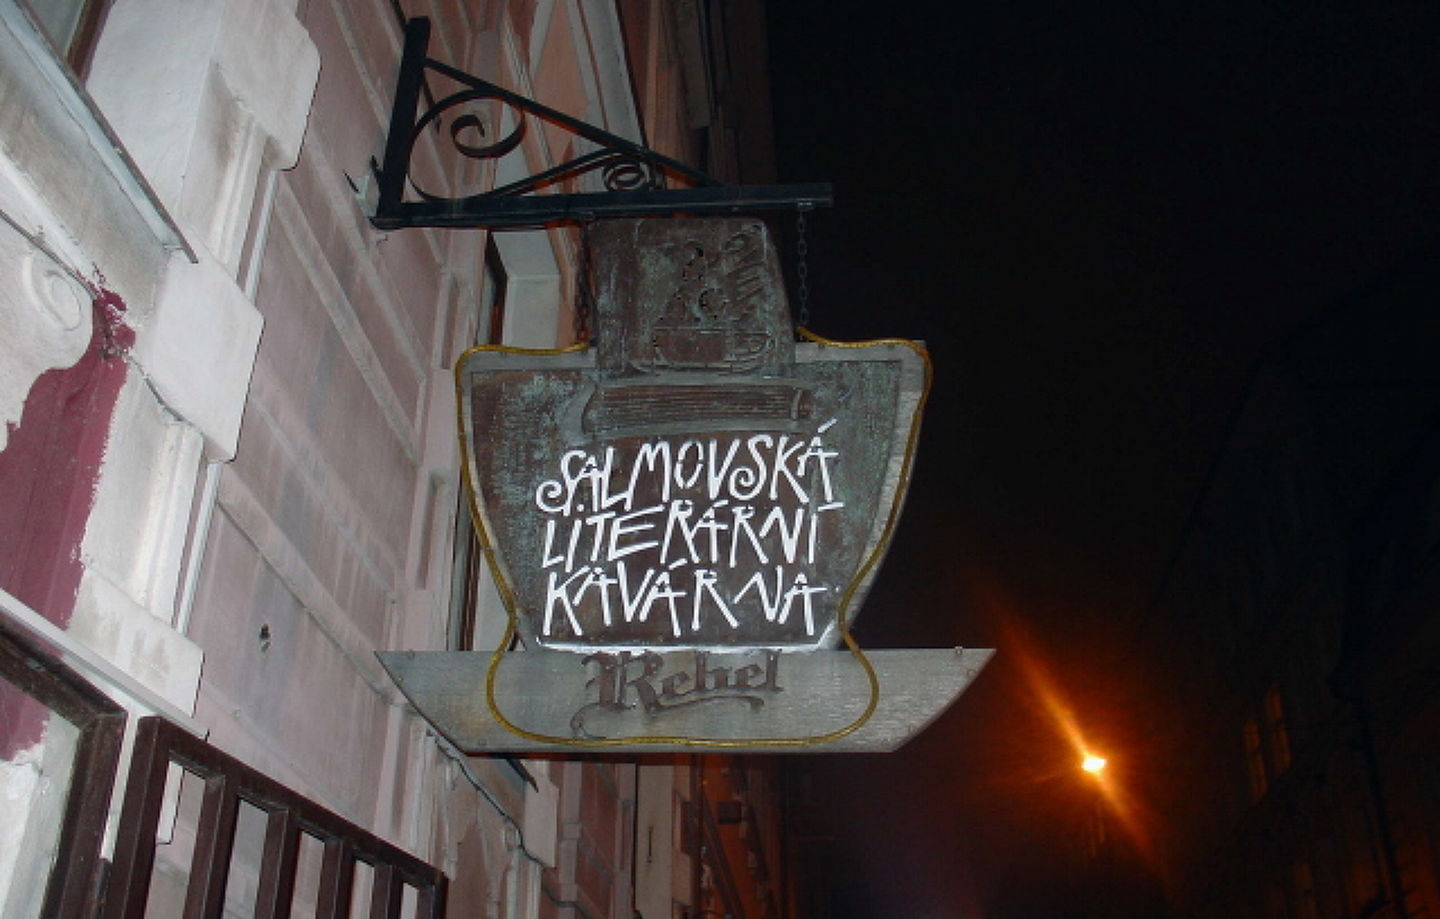 SALMOVSKÁ
LITERÁRNÍ
KAVÁRNA
Rebel